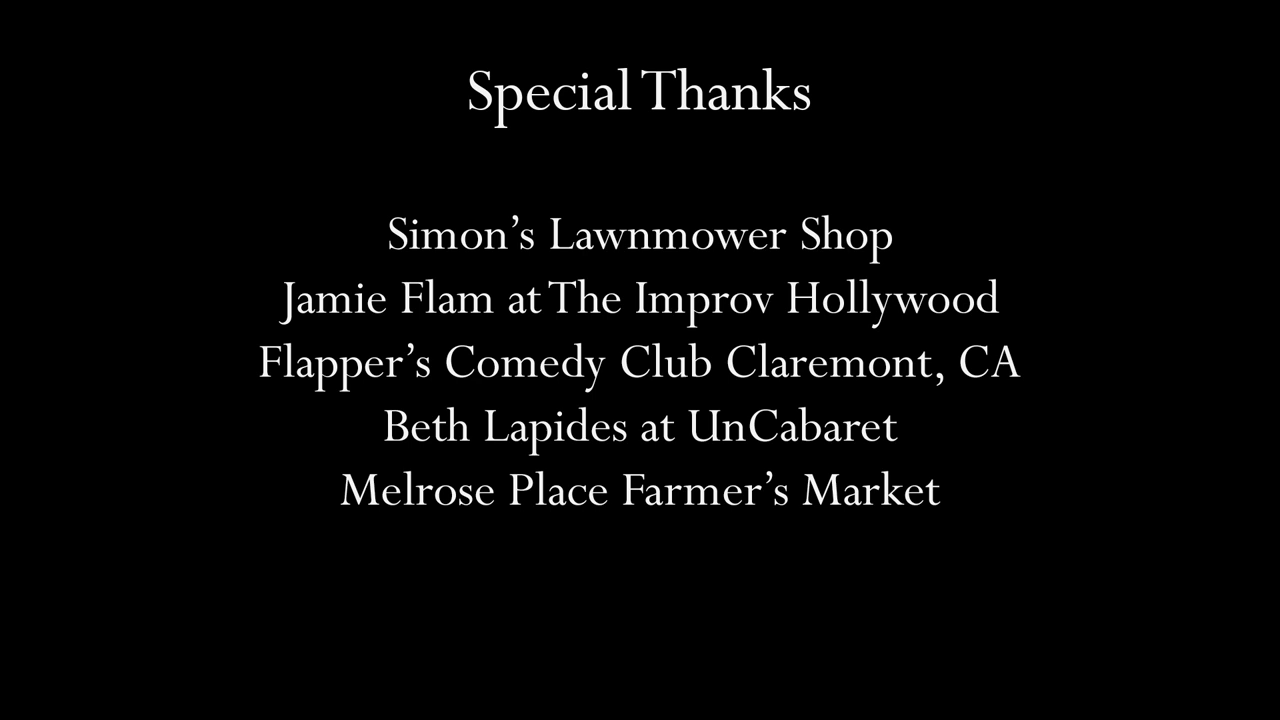 Special Thanks
Simon’s Lawnmower Shop
Jamie Flam at The Improv Hollywood
Flapper’s Comedy Club Claremont, CA
Beth Lapides at UnCabaret
Melrose Place Farmer’s Market